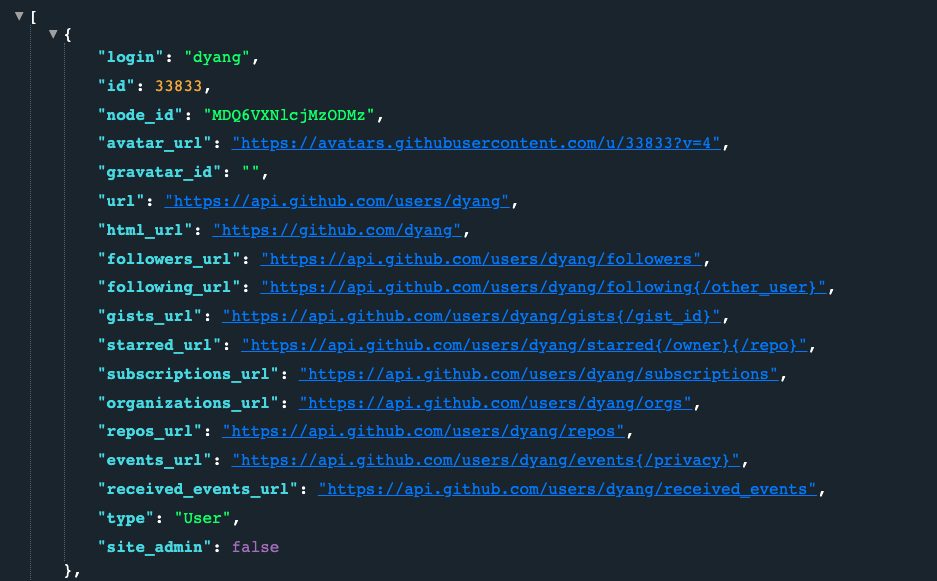 [
{
"login": "dyang",
"id": 33833,
"node_id": "MDQ6VXNlcjMzODMz",
"avatar_url": "https://avatars.githubusercontent.com/u/33833?v=4",
"gravatar_id": "",
"url": "https://api.github.com/users/dyang",
"html_url": "https://github.com/dyang",
"followers_url": "https://api.github.com/users/dyang/followers",
"following_url": "https://api.github.com/users/dyang/following{/other_user}",
"gists_url": "https://api.github.com/users/dyang/gists{/gist_id}",
"starred_url": "https://api.github.com/users/dyang/starred{/owner}{/repo}",
"subscriptions_url": "https://api.github.com/users/dyang/subscriptions",
"organizations_url": "https://api.github.com/users/dyang/orgs",
"repos_url": "https://api.github.com/users/dyang/repos",
"events_url": "https://api.github.com/users/dyang/events{/privacy}",
"received_events_url": "https://api.github.com/users/dyang/received_events",
"type": "User",
"site_admin": false
},